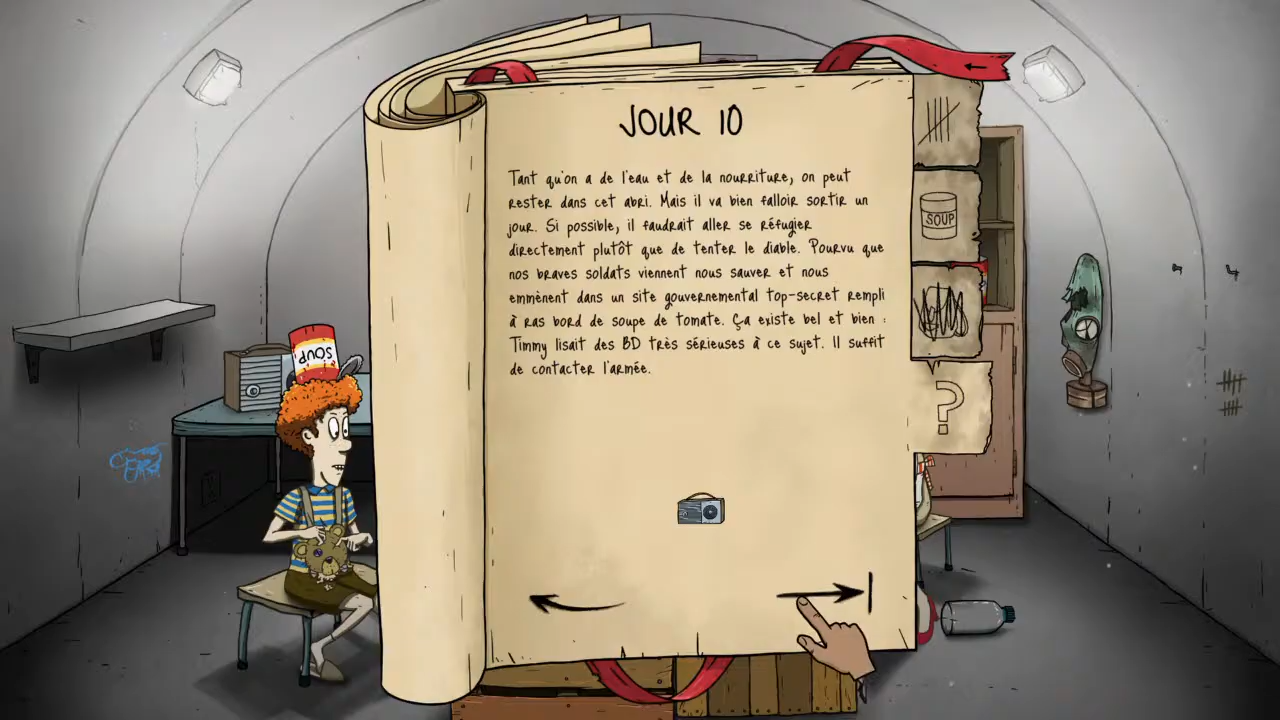 JOUR 10
Tant qu'on a de l'eau et de la nourriture, on peut
rester dans cet abri. Mais il va bien falloir sortir un
jour. Si possible, il faudrait aller se réfugier
directement plutôt que de tenter le diable. Pourvu que
nos braves soldats viennent nous sauver et nous
emmènent dans un site gouvernemental top-secret rempli
à ras bord de soupe de tomate. Ça existe bel et bien :
Timmy lisait des BD très sérieuses à ce sujet. Il suffit
de contacter l'armée.
SOUP
?
SOUP